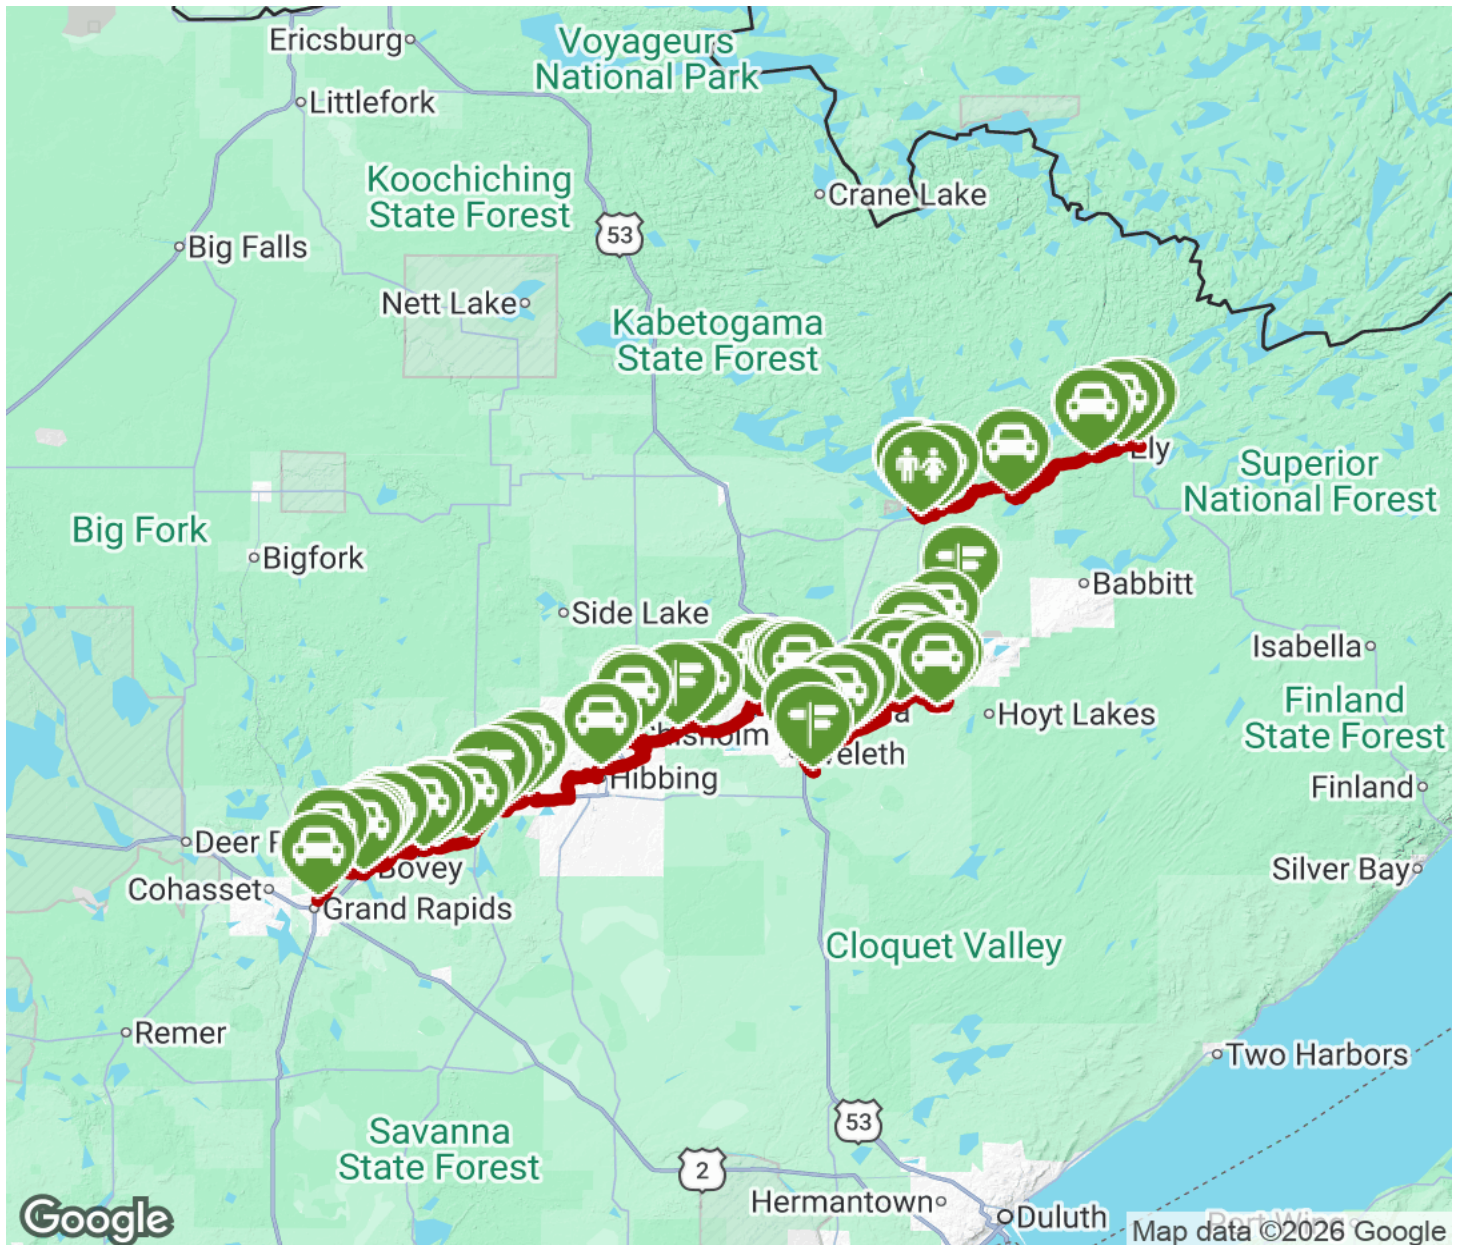 Ericsburg
Voyageurs
National Park
Littlefork
Koochiching
State Forest
Crane Lake
53
Big Falls
Nett Lake
Kabetogama
State Forest
Ely
Superior
National Forest
Big Fork
Bigfork
Babbitt
Side Lake
Isabella
Finland
State Forest
Hoyt Lakes
Hibbing
Finland
Deer
Bovey
Silver Bay
Cohasset
Grand Rapids
Cloquet Valley
Remer
Two Harbors
53
Savanna
State Forest
2
Hermantown
Duluth
Google
Map data ©2026 Google